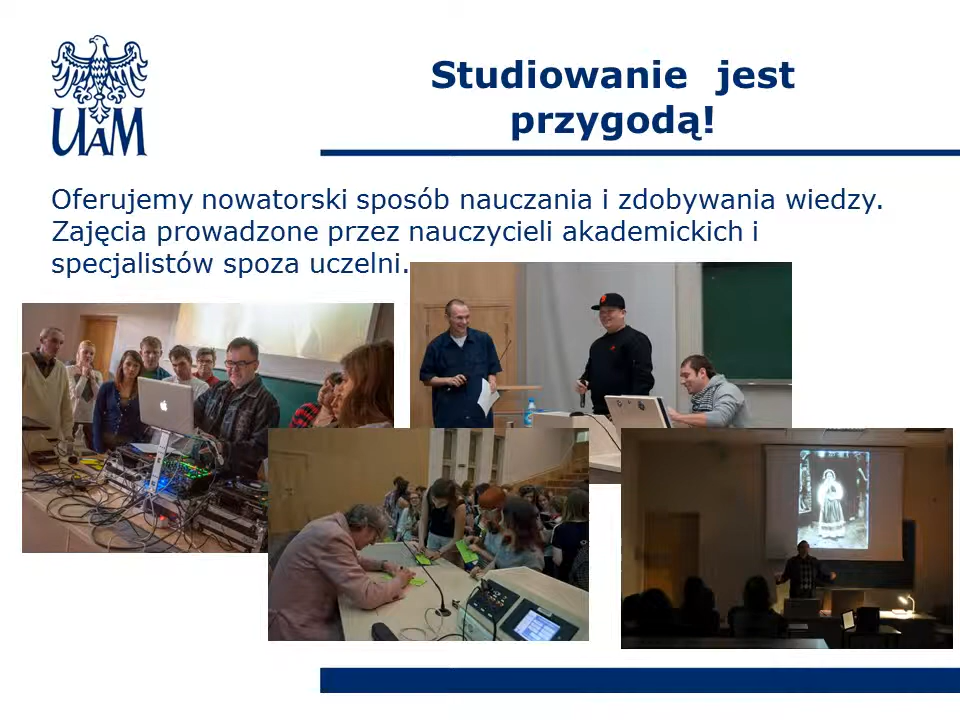 UAM
Studiowanie jest
przygodą!
Oferujemy nowatorski sposób nauczania i zdobywania wiedzy.
Zajęcia prowadzone przez nauczycieli akademickich i
specjalistów spoza uczelni.